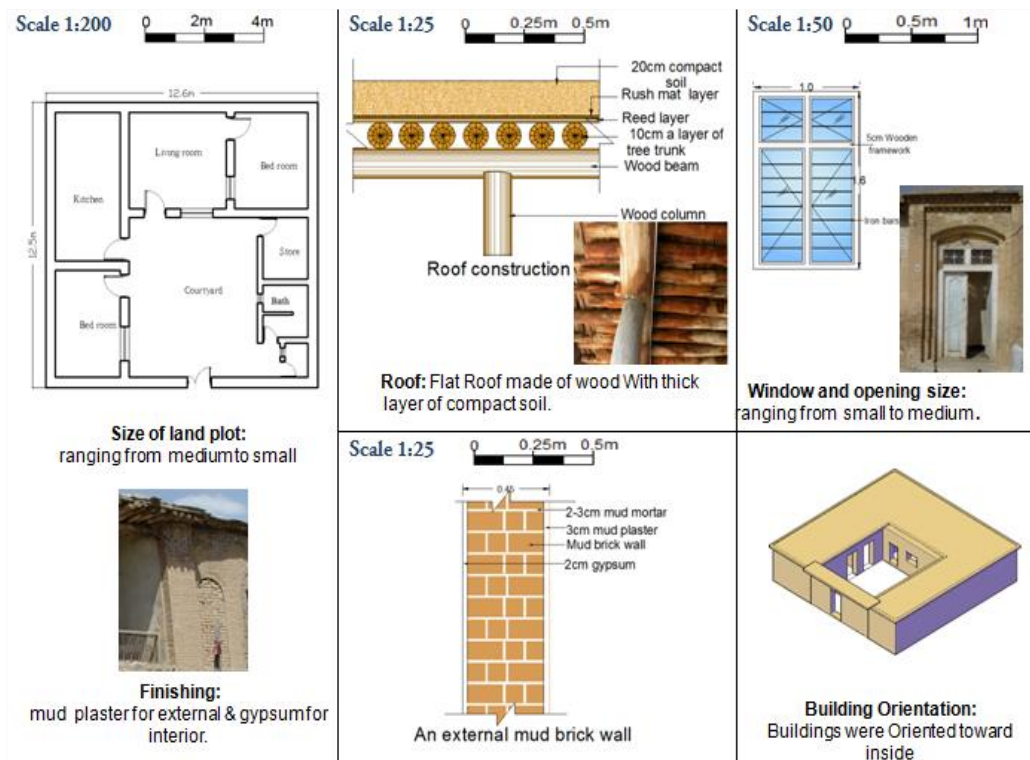 Scale 1:200
0 2m 4m
12.6m
12.5m
Living room
Bed room
Kitchen
Store
Courtyard
Bath
Bed room
Size of land plot:
ranging from medium to small
Finishing:
mud plaster for external & gypsum for
interior.
Scale 1:25
0 0.25m 0.5m
20cm compact
soil
Rush mat layer
Reed layer
10cm a layer of
tree trunk
Wood beam
Wood column
Roof construction
Roof: Flat Roof made of wood With thick
layer of compact soil.
Scale 1:50
0 0.5m 1m
1.0
5cm Wooden
framework
1.6
Iron bars
Window and opening size:
ranging from small to medium.
Scale 1:25
0 0.25m 0.5m
0.45
2-3cm mud mortar
3cm mud plaster
Mud brick wall
2cm gypsum
An external mud brick wall
Building Orientation:
Buildings were Oriented toward
inside